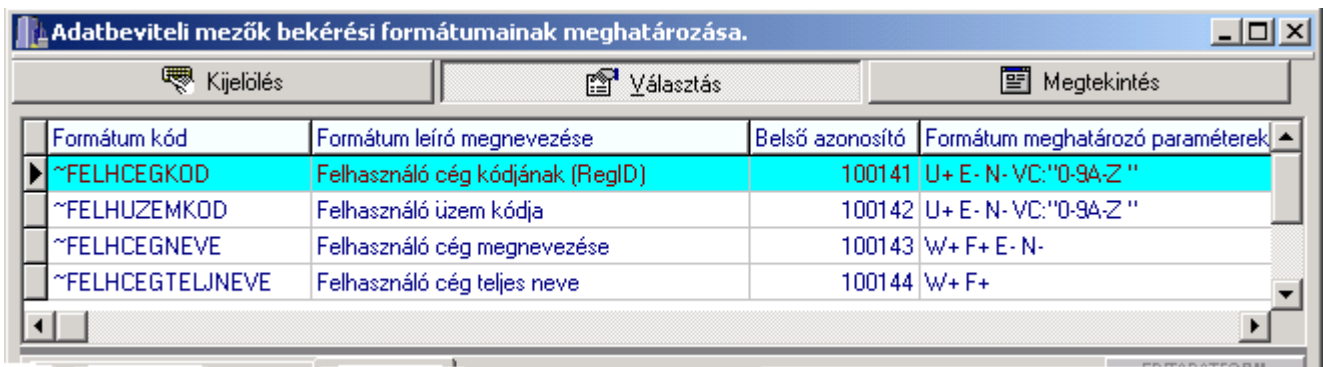 Adatbeviteli mezők bekérési formátumainak meghatározása.
Kijelölés Választás Megtekintés
Formátum kód Formátum leíró megnevezése Belső azonosító Formátum meghatározó paraméterek
~FELHCEGKOD Felhasználó cég kódjának (RegID) 100141 U+ E- N- VC:"0-9A-Z "
~FELHUZEMKOD Felhasználó üzem kódja 100142 U+ E- N- VC:"0-9A-Z "
~FELHCEGNEVE Felhasználó cég megnevezése 100143 W+ F+ E- N-
~FELHCEGTELJNEVE Felhasználó cég teljes neve 100144 W+ F+